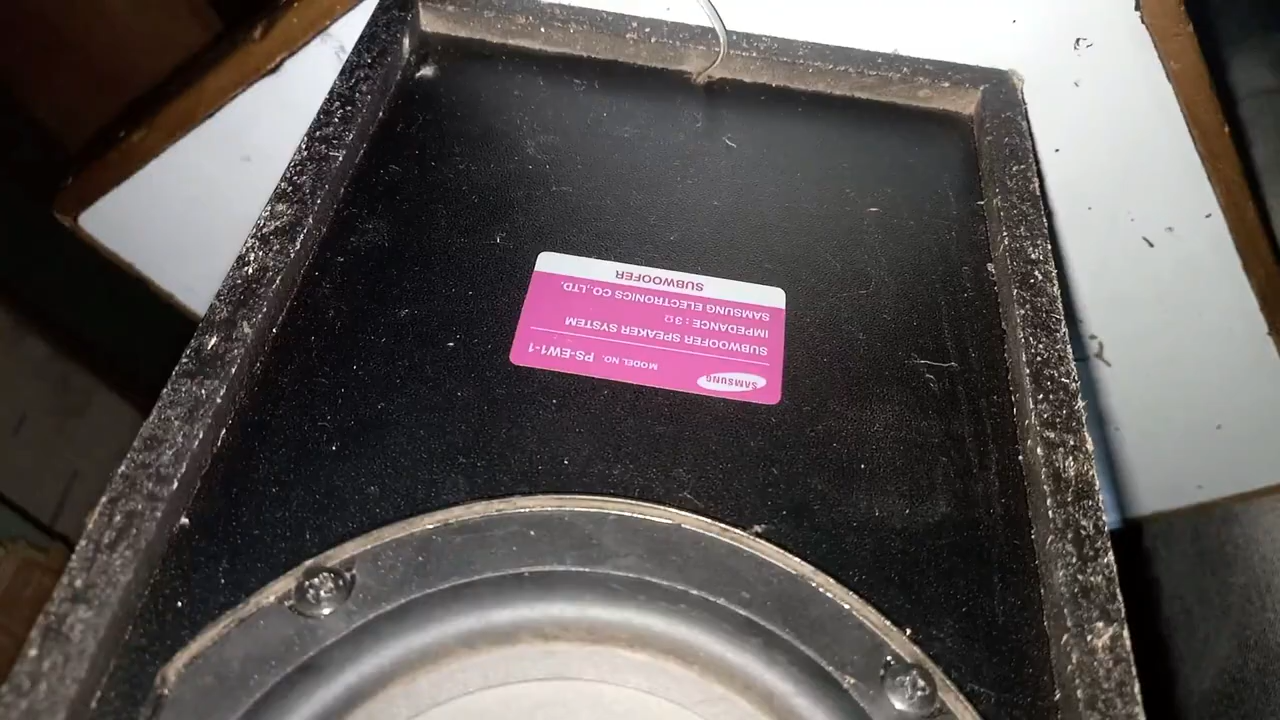 SAMSUNG MODEL NO. PS-EW1-1
SUBWOOFER SPEAKER SYSTEM
IMPEDANCE : 3Ω
SAMSUNG ELECTRONICS CO.,LTD.
SUBWOOFER